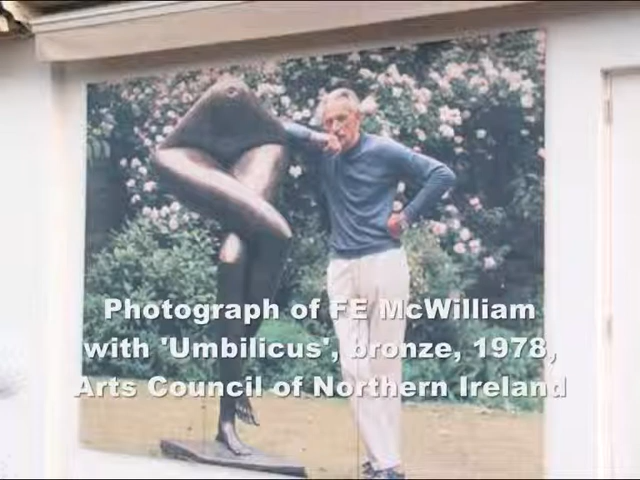 Photograph of FE McWilliam
with 'Umbilicus', bronze, 1978,
Arts Council of Northern Ireland